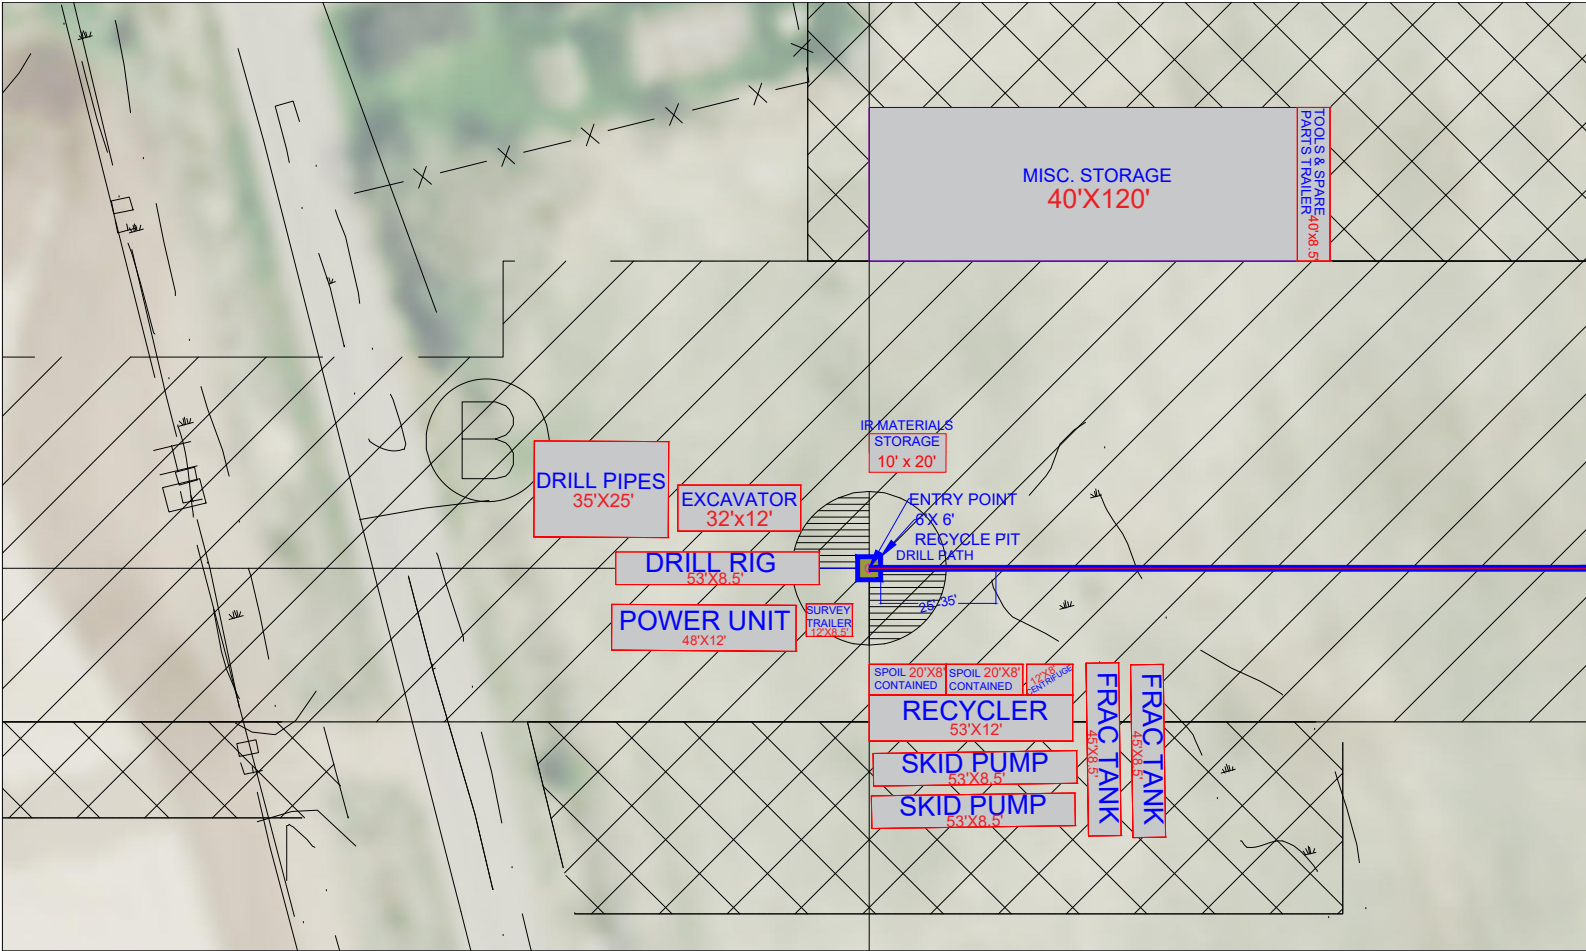 MISC. STORAGE
40'X120'
TOOLS & SPARE
PARTS TRAILER
40'x8.5'
B
IR MATERIALS
STORAGE
10' x 20'
DRILL PIPES
35'X25'
EXCAVATOR
32'x12'
ENTRY POINT
6'X 6'
RECYCLE PIT
DRILL PATH
DRILL RIG
53'X8.5'
25'-35'
POWER UNIT
48'X12'
SURVEY
TRAILER
12'X8.5'
SPOIL 20'X8'
CONTAINED
SPOIL 20'X8'
CONTAINED
12'X8'
CENTRIFUGE
RECYCLER
53'X12'
SKID PUMP
53'X8.5'
SKID PUMP
53'X8.5'
FRAC TANK
45'X8.5'
FRAC TANK
45'X8.5'